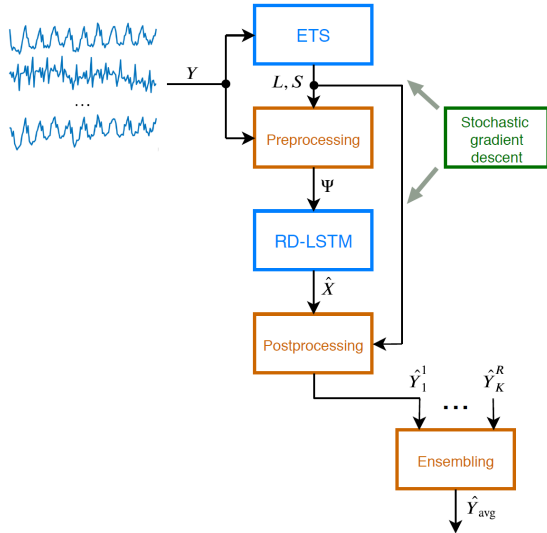 ETS
Y
L, S
...
Preprocessing
Stochastic
gradient
descent
Ψ
RD-LSTM
X̂
Postprocessing
Ŷ₁¹ ... Ŷ_K^R
Ensembling
Ŷ_avg